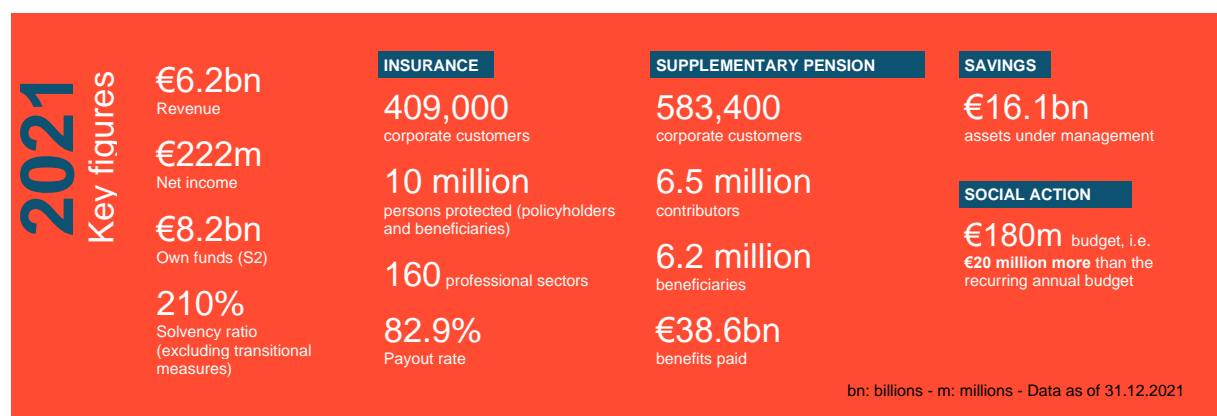 2021
Key figures
€6.2bn
Revenue
€222m
Net income
€8.2bn
Own funds (S2)
210%
Solvency ratio
(excluding transitional
measures)
INSURANCE
409,000
corporate customers
10 million
persons protected (policyholders
and beneficiaries)
160 professional sectors
82.9%
Payout rate
SUPPLEMENTARY PENSION
583,400
corporate customers
6.5 million
contributors
6.2 million
beneficiaries
€38.6bn
benefits paid
SAVINGS
€16.1bn
assets under management
SOCIAL ACTION
€180m budget, i.e.
€20 million more than the
recurring annual budget
bn: billions - m: millions - Data as of 31.12.2021